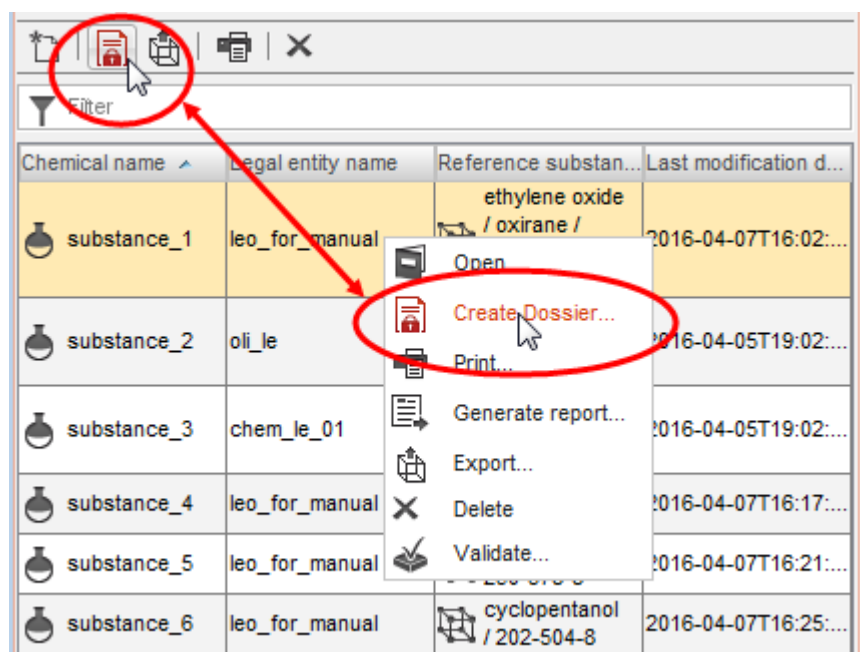 Filter
Chemical name Legal entity name Reference substan... Last modification d...
ethylene oxide
/ oxirane /
substance_1 leo_for_manual 2016-04-07T16:02:...
Open
Create Dossier...
substance_2 oli_le 2016-04-05T19:02:...
Print...
Generate report...
substance_3 chem_le_01 2016-04-05T19:02:...
Export...
substance_4 leo_for_manual 2016-04-07T16:17:...
Delete
Validate...
substance_5 leo_for_manual 2016-04-07T16:21:...
cyclopentanol
substance_6 leo_for_manual / 202-504-8 2016-04-07T16:25:...